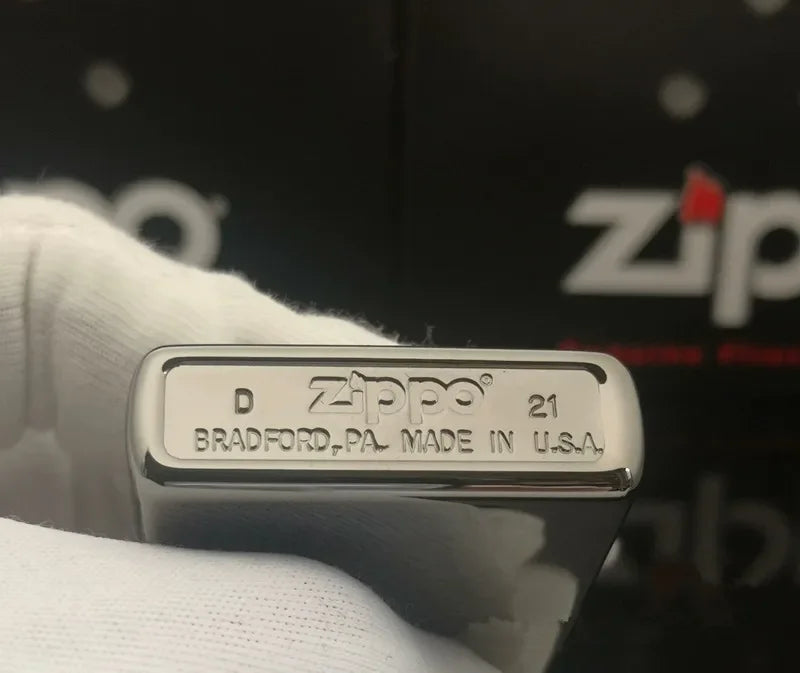 zippo
D zippo® 21
BRADFORD, PA. MADE IN U.S.A.